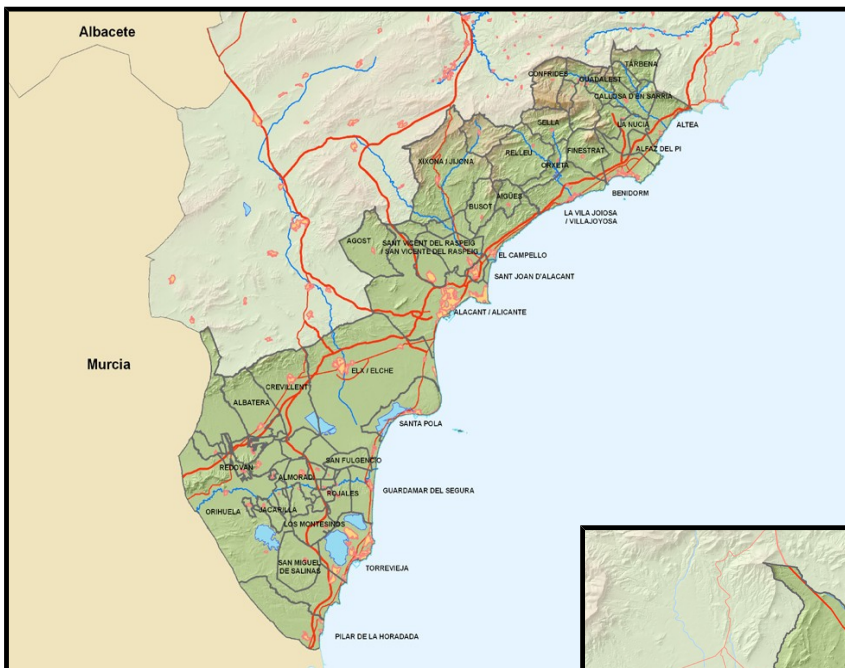 Albacete
TÀRBENA
CONFRIDES
GUADALEST
CALLOSA D'EN SARRIÀ
SELLA
LA NUCIA
ALTEA
XIXONA / JIJONA
RELLEU
FINESTRAT
ALFAZ DEL PI
ORXETA
BENIDORM
AIGÜES
BUSOT
LA VILA JOIOSA
/ VILLAJOYOSA
AGOST
SANT VICENT DEL RASPEIG
/ SAN VICENTE DEL RASPEIG
EL CAMPELLO
SANT JOAN D'ALACANT
ALACANT / ALICANTE
Murcia
ELX / ELCHE
CREVILLENT
ALBATERA
SANTA POLA
SAN FULGENCIO
REDOVÁN
ALMORADÍ
GUARDAMAR DEL SEGURA
ROJALES
ORIHUELA
JACARILLA
LOS MONTESINOS
SAN MIGUEL
DE SALINAS
TORREVIEJA
PILAR DE LA HORADADA